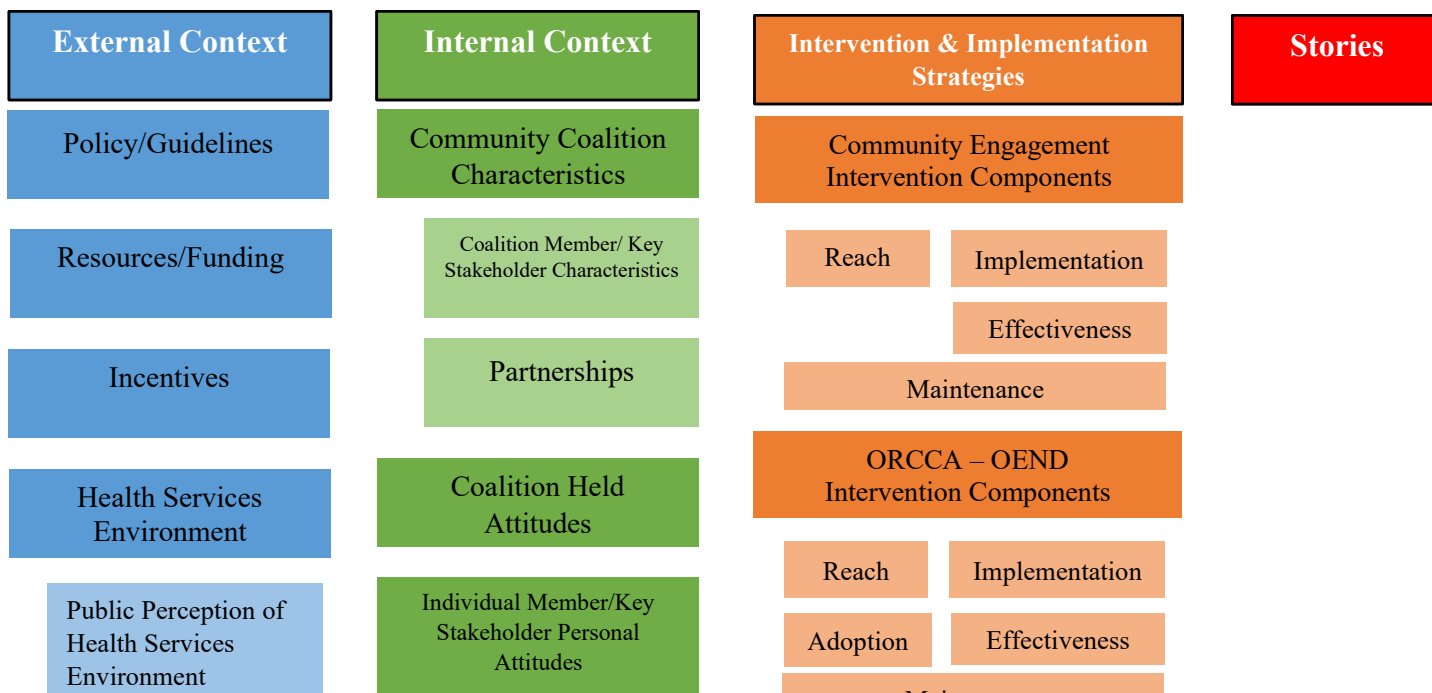 External Context
Policy/Guidelines
Resources/Funding
Incentives
Health Services
Environment
Public Perception of
Health Services
Environment
Internal Context
Community Coalition
Characteristics
Coalition Member/ Key
Stakeholder Characteristics
Partnerships
Coalition Held
Attitudes
Individual Member/Key
Stakeholder Personal
Attitudes
Intervention & Implementation
Strategies
Community Engagement
Intervention Components
Reach
Implementation
Effectiveness
Maintenance
ORCCA – OEND
Intervention Components
Reach
Implementation
Adoption
Effectiveness
Stories